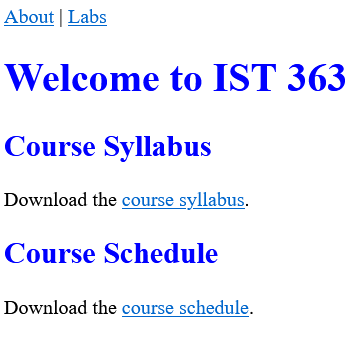 About | Labs
Welcome to IST 363
Course Syllabus
Download the course syllabus.
Course Schedule
Download the course schedule.